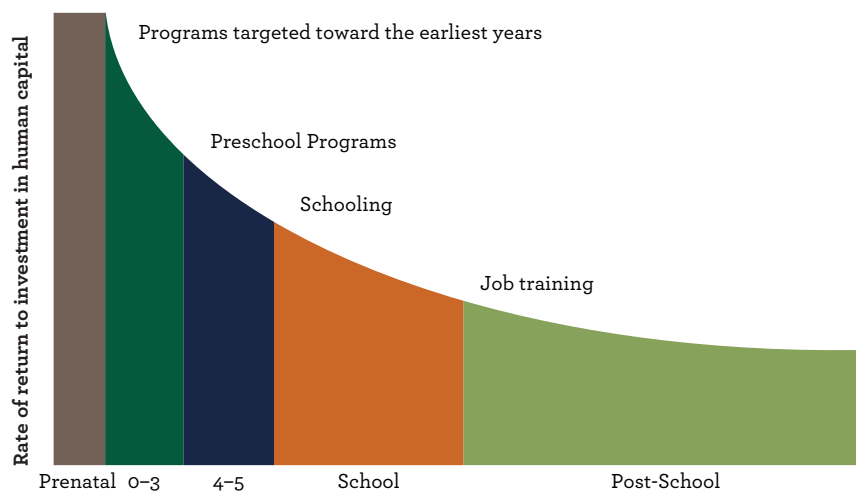 Programs targeted toward the earliest years
Preschool Programs
Schooling
Job training
Rate of return to investment in human capital
Prenatal 0–3 4–5 School Post-School